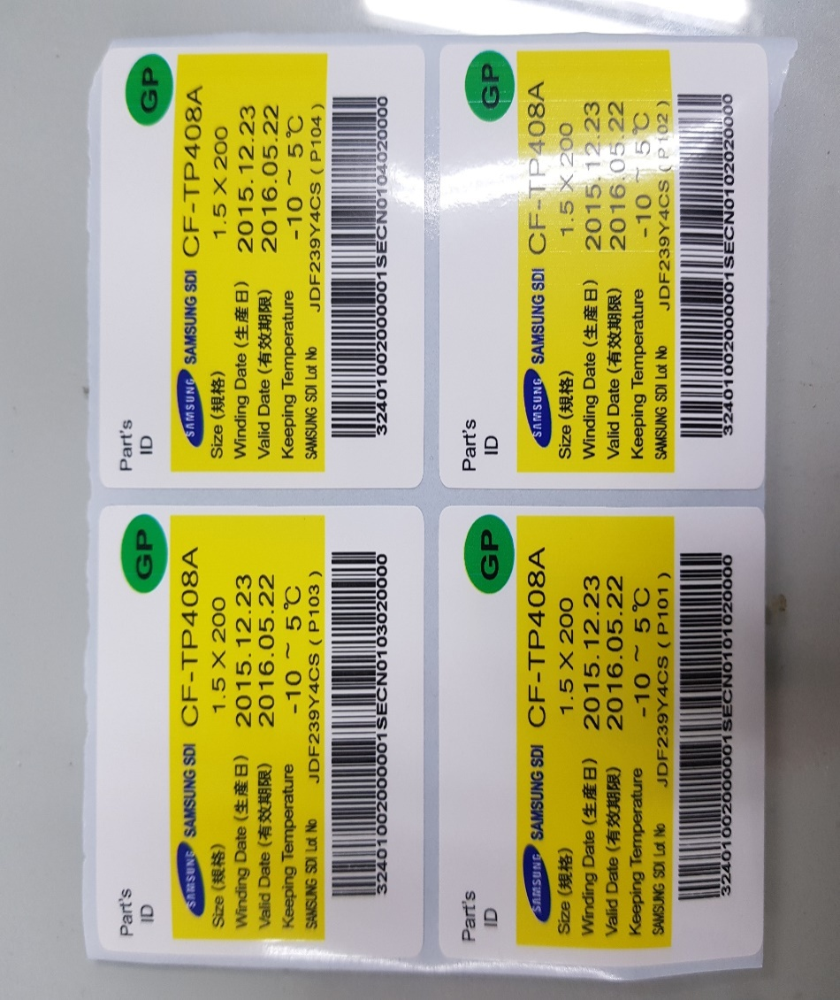 Part's
ID
GP
SAMSUNG SAMSUNG SDI CF-TP408A
Size (規格) 1.5 X 200
Winding Date (生産日) 2015.12.23
Valid Date (有效期限) 2016.05.22
Keeping Temperature -10 ~ 5℃
SAMSUNG SDI Lot No JDF239Y4CS ( P103 )
324010020000001SECN0103020000
Part's
ID
GP
SAMSUNG SAMSUNG SDI CF-TP408A
Size (規格) 1.5 X 200
Winding Date (生産日) 2015.12.23
Valid Date (有效期限) 2016.05.22
Keeping Temperature -10 ~ 5℃
SAMSUNG SDI Lot No JDF239Y4CS ( P104 )
324010020000001SECN0104020000
Part's
ID
GP
SAMSUNG SAMSUNG SDI CF-TP408A
Size (規格) 1.5 X 200
Winding Date (生産日) 2015.12.23
Valid Date (有效期限) 2016.05.22
Keeping Temperature -10 ~ 5℃
SAMSUNG SDI Lot No JDF239Y4CS ( P101 )
324010020000001SECN0101020000
Part's
ID
GP
SAMSUNG SAMSUNG SDI CF-TP408A
Size (規格) 1.5 X 200
Winding Date (生産日) 2015.12.23
Valid Date (有效期限) 2016.05.22
Keeping Temperature -10 ~ 5℃
SAMSUNG SDI Lot No JDF239Y4CS ( P102 )
324010020000001SECN0102020000